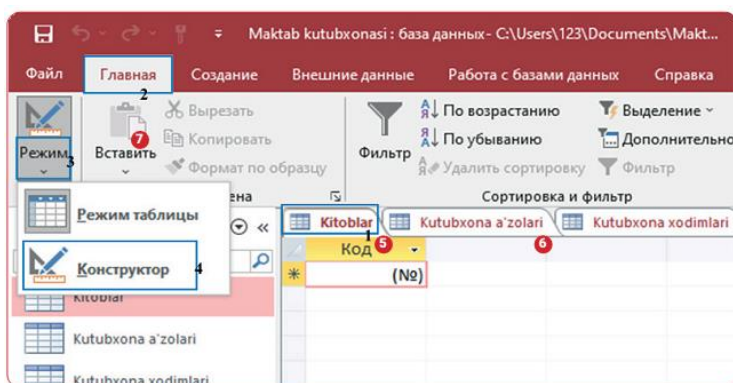 Maktab kutubxonasi : база данных- C:\Users\123\Documents\Makt...
Файл Главная Создание Внешние данные Работа с базами данных Справка
2
Режим 3
Вставить 7
Вырезать
Копировать
Формат по образцу
Фильтр
По возрастанию
По убыванию
Удалить сортировку
Выделение
Дополнительно
Фильтр
ена
Сортировка и фильтр
Режим таблицы
Конструктор 4
Kitoblar 1 Kutubxona a'zolari Kutubxona xodimlari
Код 5 6
(№)
Kitoblar
Kutubxona a'zolari
Kutubxona xodimlari